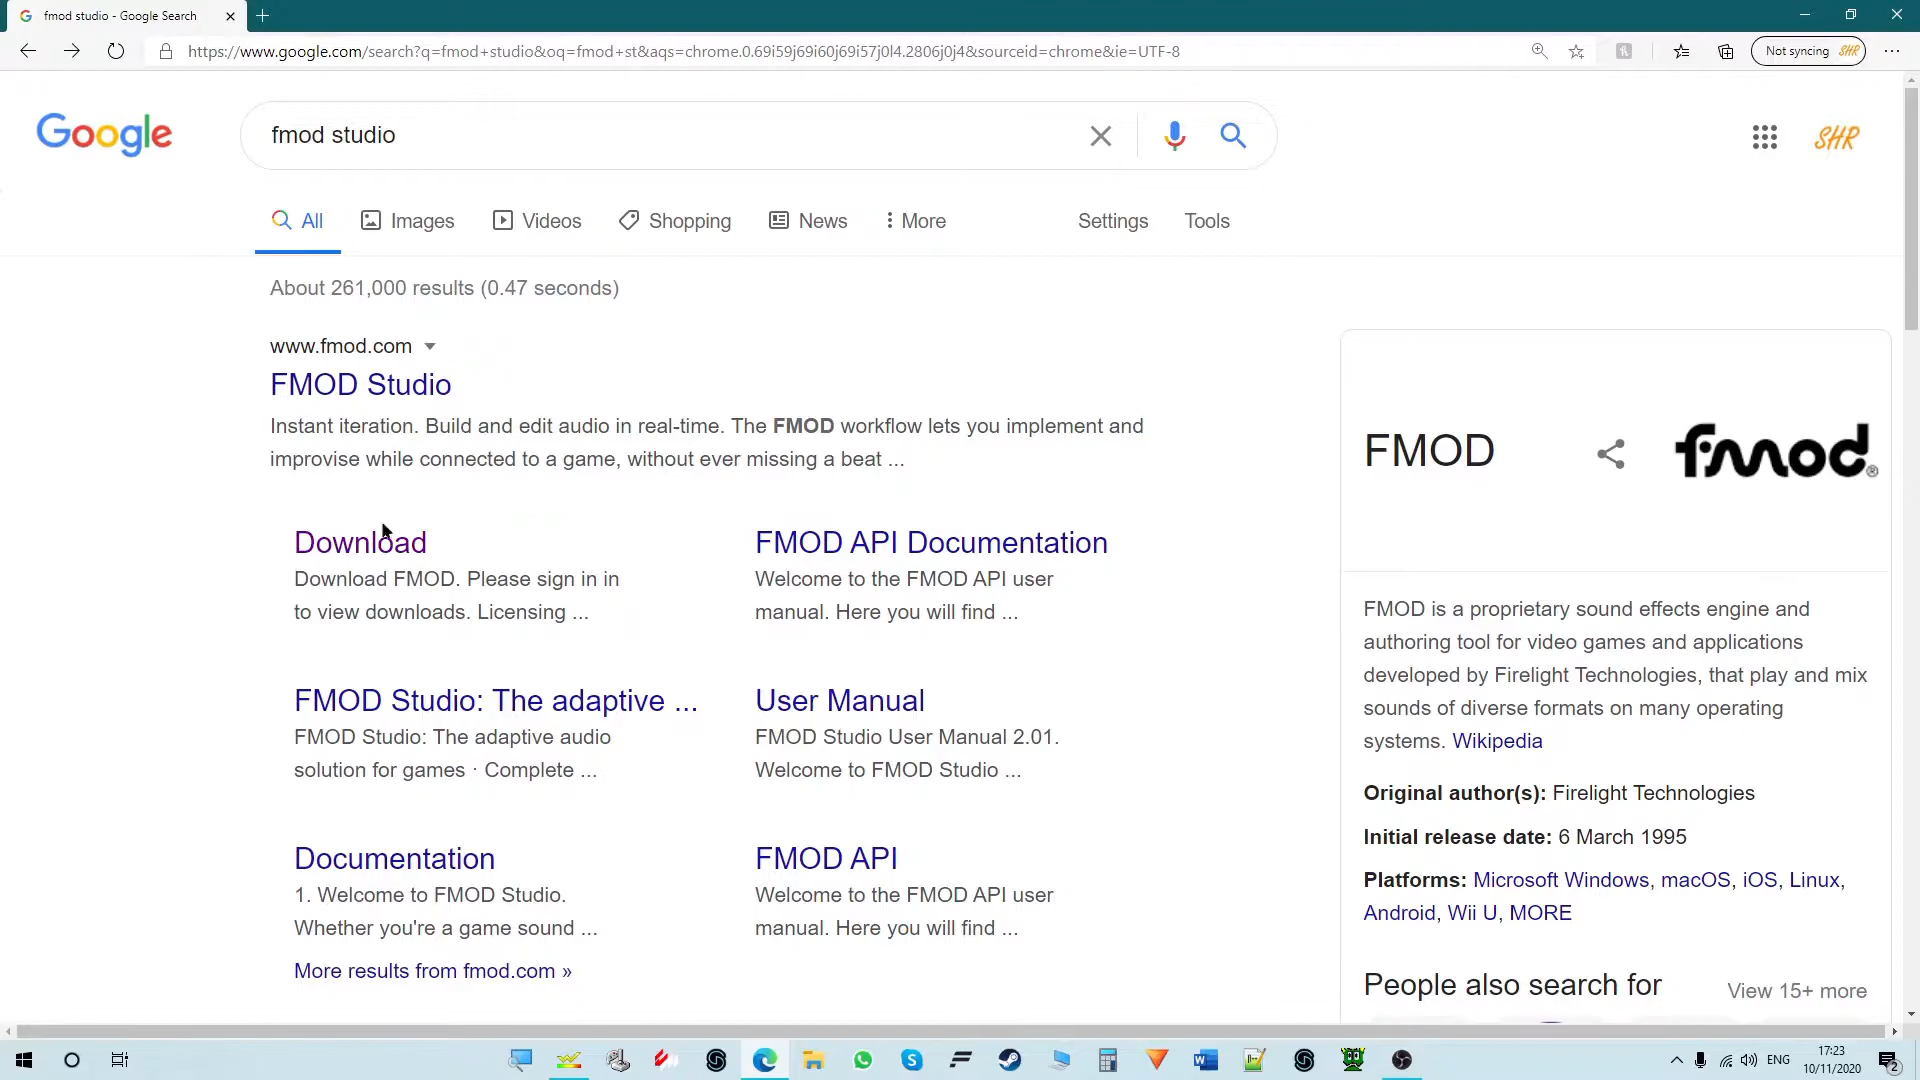 fmod studio - Google Search
https://www.google.com/search?q=fmod+studio&oq=fmod+st&aqs=chrome.0.69i59j69i60j69i57j0l4.2806j0j4&sourceid=chrome&ie=UTF-8
Not syncing SHR
Google
fmod studio
SHR
All Images Videos Shopping News More Settings Tools
About 261,000 results (0.47 seconds)
www.fmod.com
FMOD Studio
Instant iteration. Build and edit audio in real-time. The FMOD workflow lets you implement and
improvise while connected to a game, without ever missing a beat ...
Download
Download FMOD. Please sign in in
to view downloads. Licensing ...
FMOD API Documentation
Welcome to the FMOD API user
manual. Here you will find ...
FMOD Studio: The adaptive ...
FMOD Studio: The adaptive audio
solution for games · Complete ...
User Manual
FMOD Studio User Manual 2.01.
Welcome to FMOD Studio ...
Documentation
1. Welcome to FMOD Studio.
Whether you're a game sound ...
FMOD API
Welcome to the FMOD API user
manual. Here you will find ...
More results from fmod.com »
FMOD
fmod®
FMOD is a proprietary sound effects engine and
authoring tool for video games and applications
developed by Firelight Technologies, that play and mix
sounds of diverse formats on many operating
systems. Wikipedia
Original author(s): Firelight Technologies
Initial release date: 6 March 1995
Platforms: Microsoft Windows, macOS, iOS, Linux,
Android, Wii U, MORE
People also search for
View 15+ more
ENG
17:23
10/11/2020
2